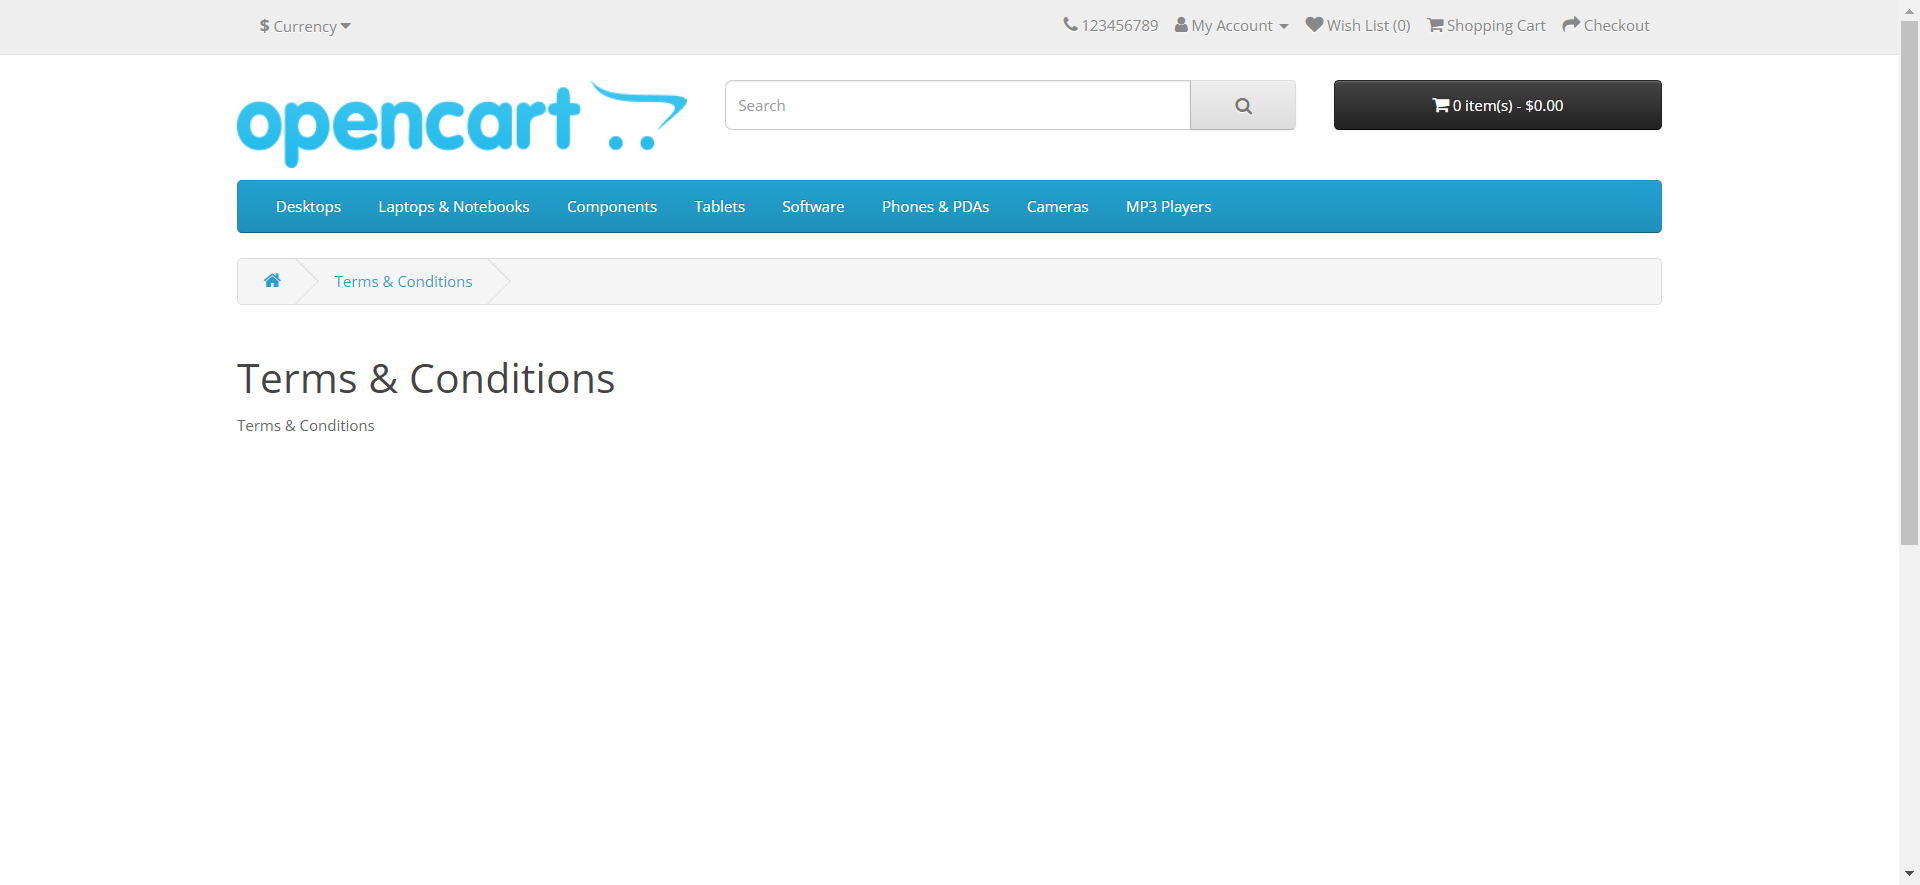 $ Currency
123456789 My Account Wish List (0) Shopping Cart Checkout
opencart
Search
0 item(s) - $0.00
Desktops Laptops & Notebooks Components Tablets Software Phones & PDAs Cameras MP3 Players
Terms & Conditions
Terms & Conditions
Terms & Conditions